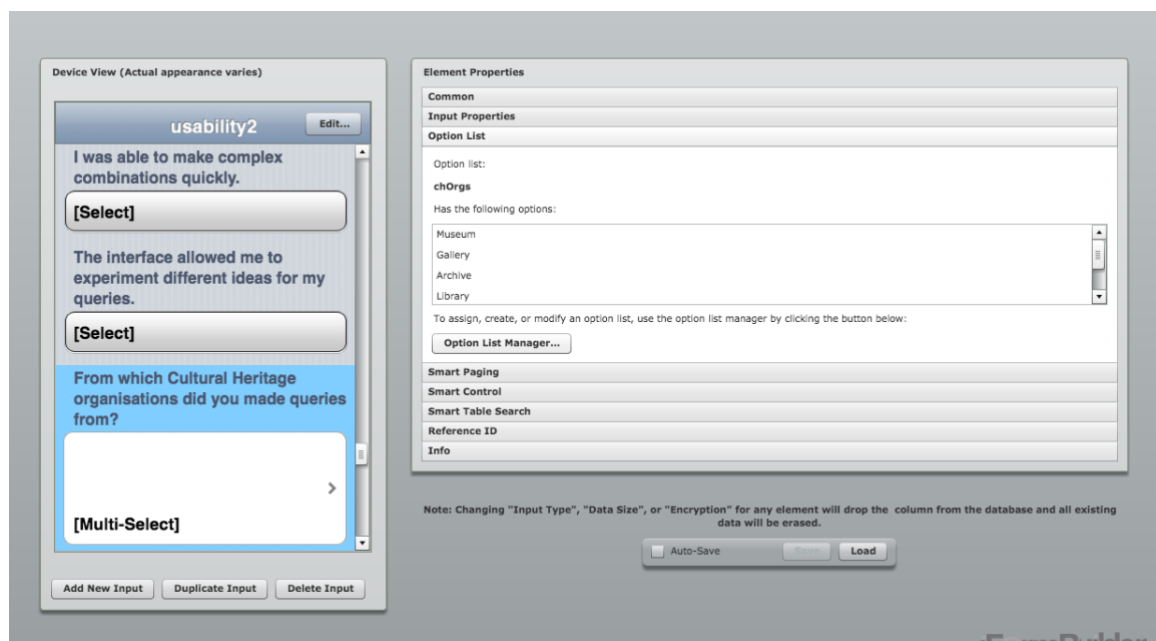 Device View (Actual appearance varies)
usability2
Edit...
I was able to make complex
combinations quickly.
[Select]
The interface allowed me to
experiment different ideas for my
queries.
[Select]
From which Cultural Heritage
organisations did you made queries
from?
[Multi-Select]
Add New Input
Duplicate Input
Delete Input
Element Properties
Common
Input Properties
Option List
Option list:
chOrgs
Has the following options:
Museum
Gallery
Archive
Library
To assign, create, or modify an option list, use the option list manager by clicking the button below:
Option List Manager...
Smart Paging
Smart Control
Smart Table Search
Reference ID
Info
Note: Changing "Input Type", "Data Size", or "Encryption" for any element will drop the column from the database and all existing
data will be erased.
Auto-Save
Save
Load